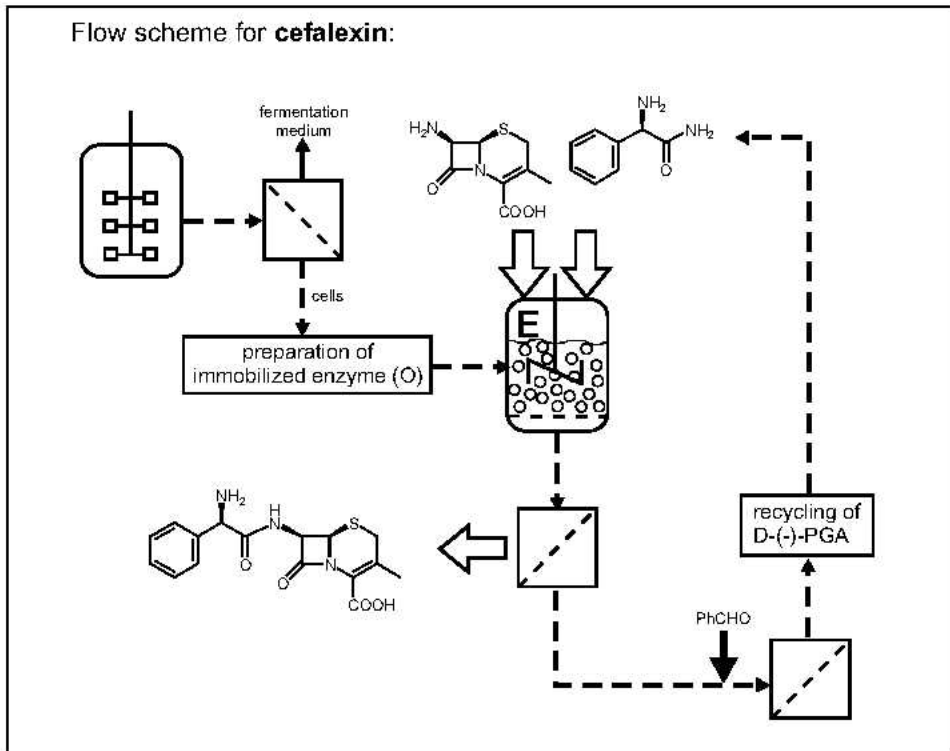 Flow scheme for cefalexin:
fermentation
medium
H₂N
S
NH₂
NH₂
O
N
O
COOH
cells
E
preparation of
immobilized enzyme (O)
NH₂
H
N
S
O
O
N
COOH
recycling of
D-(-)-PGA
PhCHO